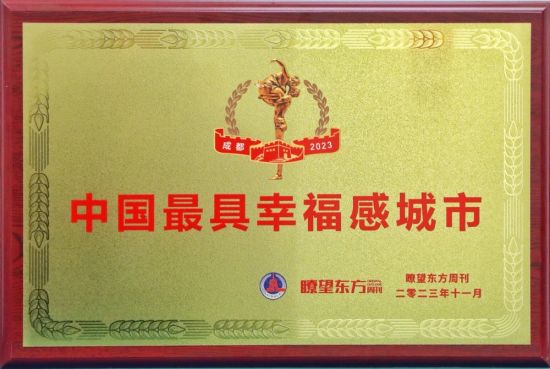 成都 2023
中国最具幸福感城市
瞭望东方周刊
瞭望东方周刊
二零二三年十一月